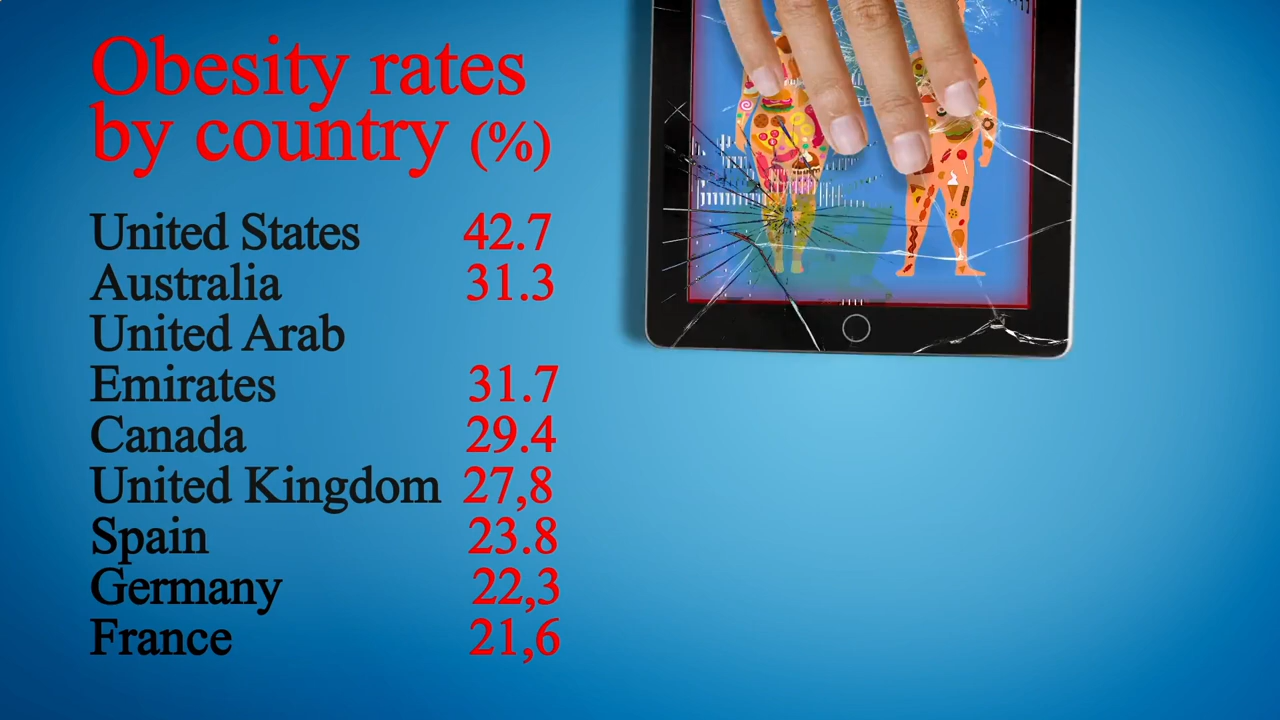 Obesity rates
by country (%)
United States 42.7
Australia 31.3
United Arab
Emirates 31.7
Canada 29.4
United Kingdom 27,8
Spain 23.8
Germany 22,3
France 21,6